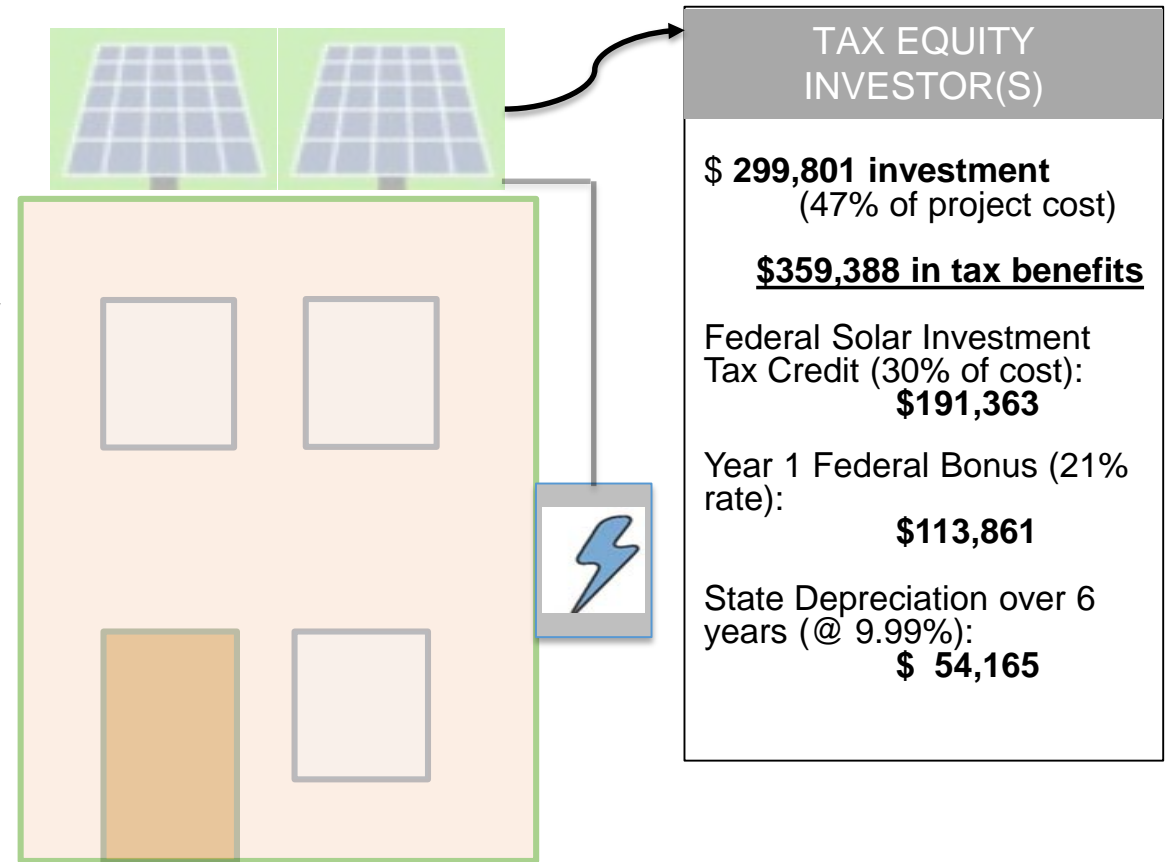 TAX EQUITY
INVESTOR(S)
$ 299,801 investment
(47% of project cost)
$359,388 in tax benefits
Federal Solar Investment
Tax Credit (30% of cost):
$191,363
Year 1 Federal Bonus (21%
rate):
$113,861
State Depreciation over 6
years (@ 9.99%):
$ 54,165